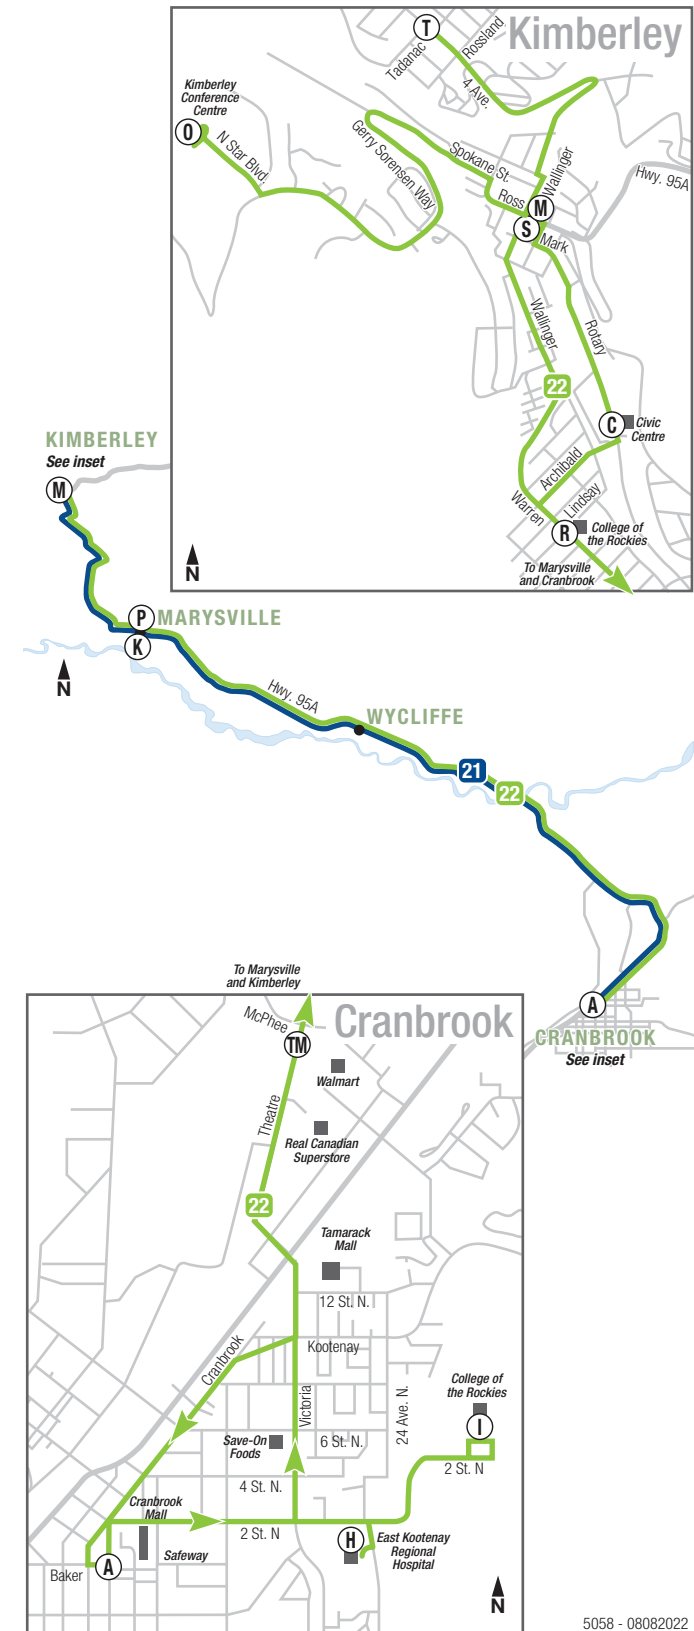 Kimberley
T
Tadanac
Rossland
4 Ave.
Kimberley
Conference
Centre
O
N Star Blvd.
Gerry Sorensen Way
Spokane St.
Ross
Wallinger
Hwy. 95A
M
S
Mark
Wallinger
Rotary
22
C
Civic
Centre
Archibald
Lindsay
Warren
R
College of
the Rockies
To Marysville
and Cranbrook
N
KIMBERLEY
See inset
M
P
MARYSVILLE
K
N
Hwy. 95A
WYCLIFFE
21
22
A
CRANBROOK
See inset
To Marysville
and Kimberley
McPhee
Cranbrook
TM
Walmart
Theatre
Real Canadian
Superstore
22
Tamarack
Mall
12 St. N.
Kootenay
Cranbrook
College of
the Rockies
Victoria
24 Ave. N.
I
Save-On
Foods
6 St. N.
2 St. N
4 St. N.
Cranbrook
Mall
2 St. N
H
East Kootenay
Regional
Hospital
Safeway
Baker
A
N
5058 - 08082022